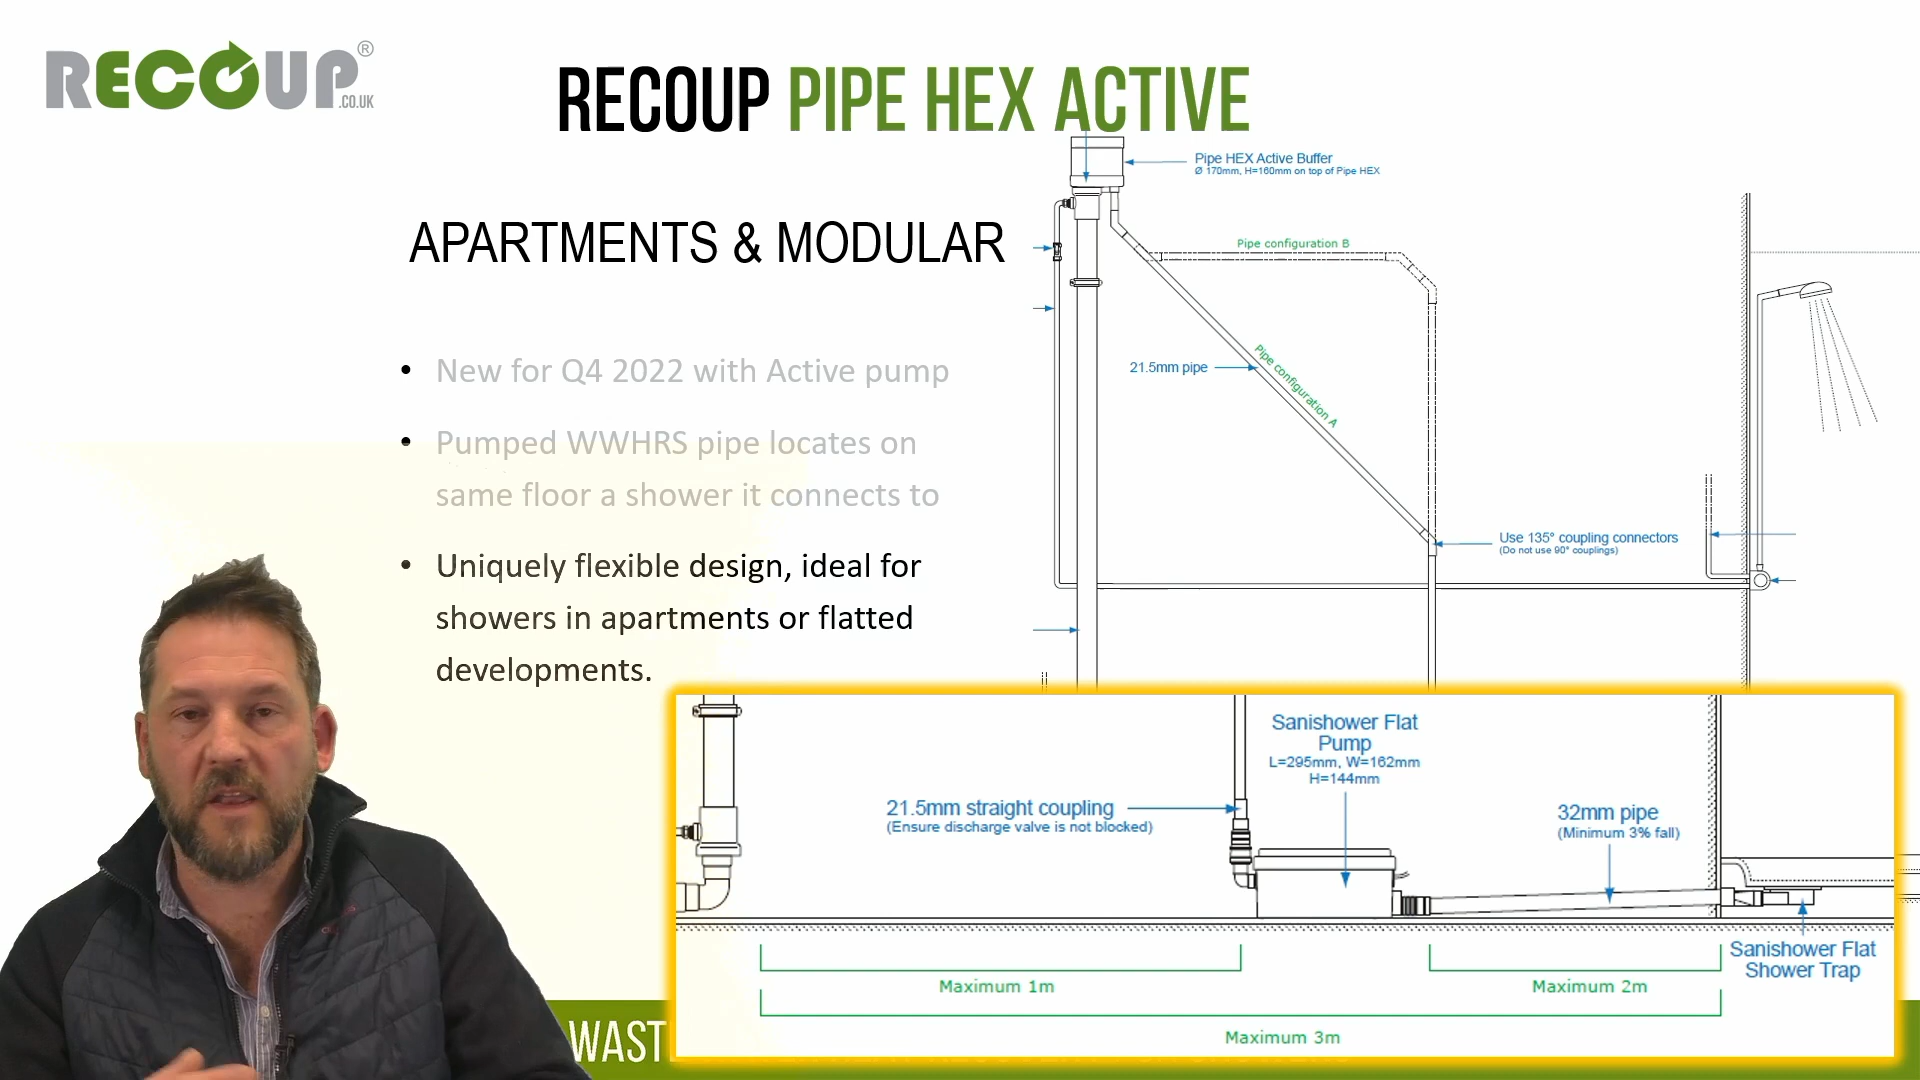 RECOUP®
.CO.UK
RECOUP PIPE HEX ACTIVE
Pipe HEX Active Buffer
Ø 170mm, H=160mm on top of Pipe HEX
APARTMENTS & MODULAR
Pipe configuration B
• New for Q4 2022 with Active pump
21.5mm pipe
Pipe configuration A
• Pumped WWHRS pipe locates on
same floor a shower it connects to
Use 135° coupling connectors
(Do not use 90° couplings)
• Uniquely flexible design, ideal for
showers in apartments or flatted
developments.
Sanishower Flat
Pump
L=295mm, W=162mm
H=144mm
21.5mm straight coupling
(Ensure discharge valve is not blocked)
32mm pipe
(Minimum 3% fall)
Sanishower Flat
Shower Trap
Maximum 1m
Maximum 2m
Maximum 3m
WAST